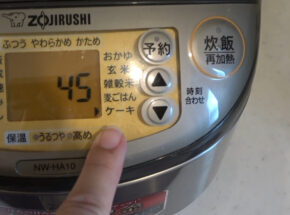 ZOJIRUSHI
ふつう やわらかめ かため
おかゆ
玄米
雑穀米
麦ごはん
ケーキ
45
予約
炊飯
再加熱
時刻
合わせ
保温
うるつや
高め
NW-HA10